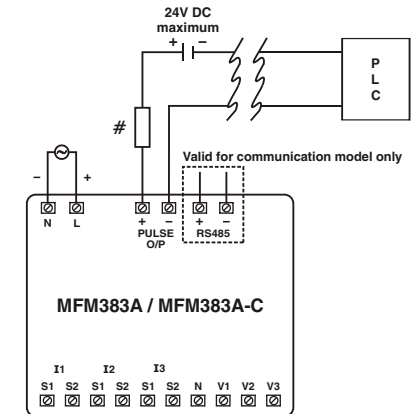 24V DC
maximum
+ −
P
L
C
#
Valid for communication model only
− +
N L
+ − + −
PULSE
O/P
RS485
MFM383A / MFM383A-C
I1 I2 I3
S1 S2 S1 S2 S1 S2 N V1 V2 V3